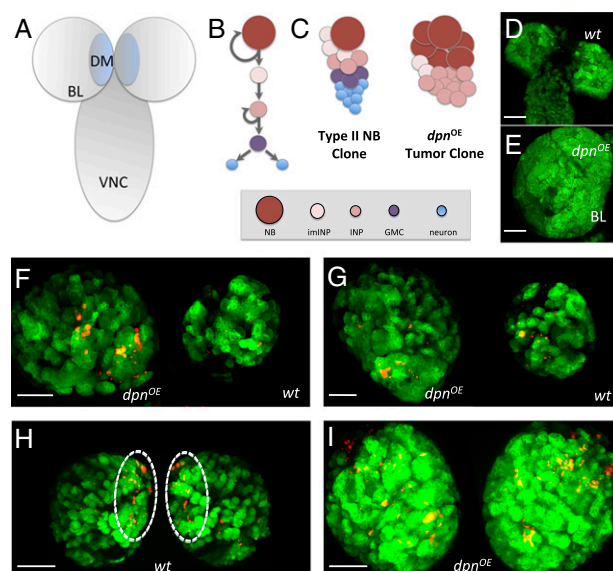 A
B
C
D
DM
BL
VNC
Type II NB
Clone
dpnOE
Tumor Clone
NB
imINP
INP
GMC
neuron
wt
E
dpnOE
BL
F
dpnOE
wt
G
dpnOE
wt
H
wt
I
dpnOE